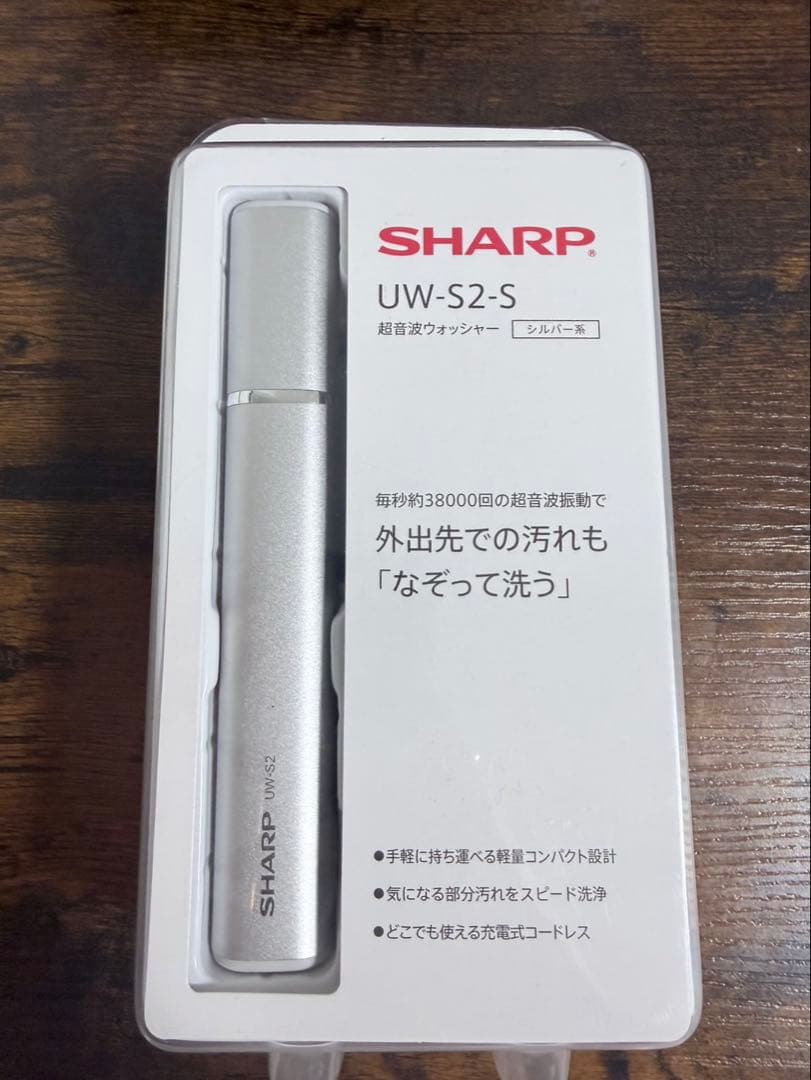 SHARP®
UW-S2-S
超音波ウォッシャー シルバー系
毎秒約38000回の超音波振動で
外出先での汚れも
「なぞって洗う」
●手軽に持ち運べる軽量コンパクト設計
●気になる部分汚れをスピード洗浄
●どこでも使える充電式コードレス
SHARP UW-S2